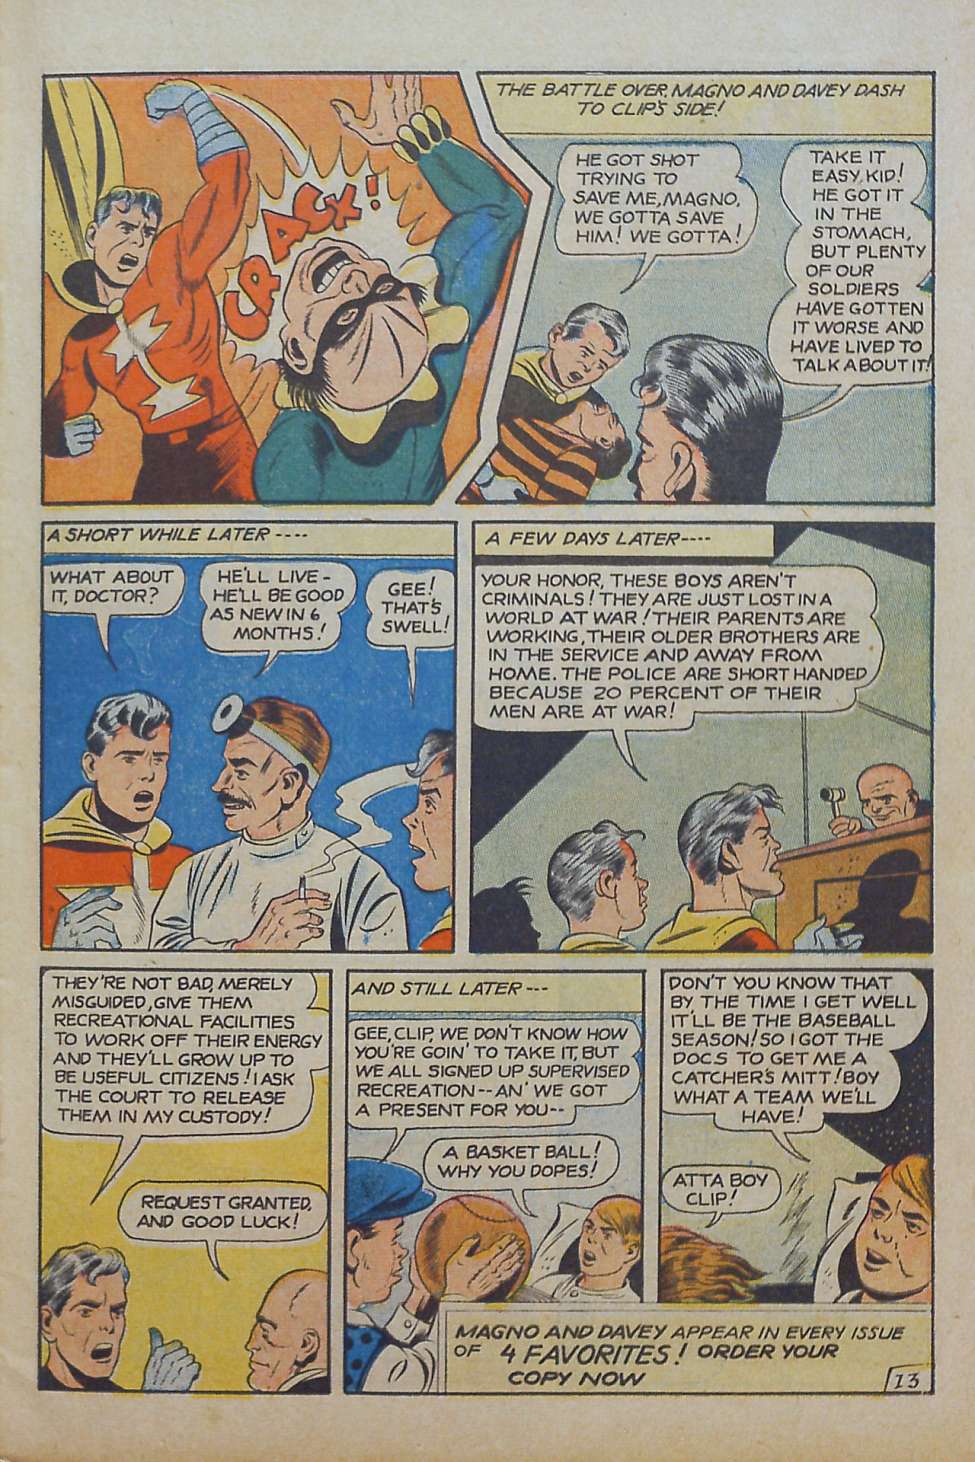 CRACK!
THE BATTLE OVER, MAGNO AND DAVEY DASH
TO CLIP'S SIDE!
HE GOT SHOT
TRYING TO
SAVE ME, MAGNO,
WE GOTTA SAVE
HIM! WE GOTTA!
TAKE IT
EASY, KID!
HE GOT IT
IN THE
STOMACH,
BUT PLENTY
OF OUR
SOLDIERS
HAVE GOTTEN
IT WORSE AND
HAVE LIVED TO
TALK ABOUT IT!
A SHORT WHILE LATER ----
WHAT ABOUT
IT, DOCTOR?
HE'LL LIVE -
HE'LL BE GOOD
AS NEW IN 6
MONTHS!
GEE!
THAT'S
SWELL!
A FEW DAYS LATER----
YOUR HONOR, THESE BOYS AREN'T
CRIMINALS! THEY ARE JUST LOST IN A
WORLD AT WAR! THEIR PARENTS ARE
WORKING, THEIR OLDER BROTHERS ARE
IN THE SERVICE AND AWAY FROM
HOME. THE POLICE ARE SHORT HANDED
BECAUSE 20 PERCENT OF THEIR
MEN ARE AT WAR!
THEY'RE NOT BAD, MERELY
MISGUIDED, GIVE THEM
RECREATIONAL FACILITIES
TO WORK OFF THEIR ENERGY
AND THEY'LL GROW UP TO
BE USEFUL CITIZENS! I ASK
THE COURT TO RELEASE
THEM IN MY CUSTODY!
REQUEST GRANTED,
AND GOOD LUCK!
AND STILL LATER ---
GEE, CLIP, WE DON'T KNOW HOW
YOU'RE GOIN' TO TAKE IT, BUT
WE ALL SIGNED UP SUPERVISED
RECREATION -- AN' WE GOT
A PRESENT FOR YOU--
A BASKET BALL!
WHY YOU DOPES!
DON'T YOU KNOW THAT
BY THE TIME I GET WELL
IT'LL BE THE BASEBALL
SEASON! SO I GOT THE
DOCS TO GET ME A
CATCHER'S MITT! BOY
WHAT A TEAM WE'LL
HAVE!
ATTA BOY
CLIP!
MAGNO AND DAVEY APPEAR IN EVERY ISSUE
OF 4 FAVORITES! ORDER YOUR
COPY NOW
13